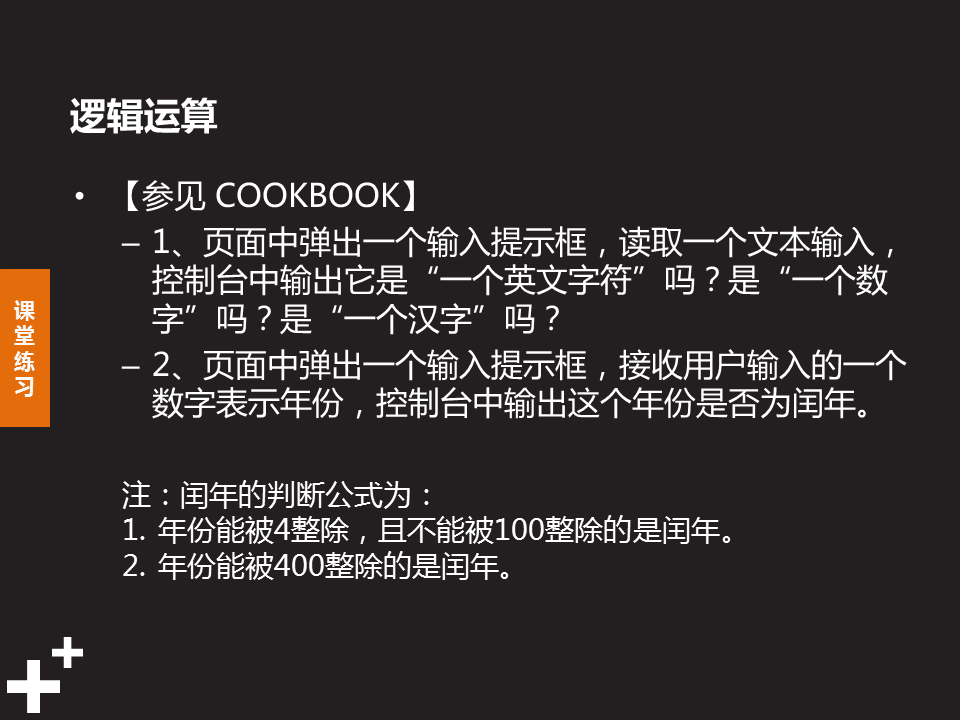 逻辑运算
• 【参见 COOKBOOK】
– 1、页面中弹出一个输入提示框，读取一个文本输入，
控制台中输出它是“一个英文字符”吗？是“一个数
字”吗？是“一个汉字”吗？
– 2、页面中弹出一个输入提示框，接收用户输入的一个
数字表示年份，控制台中输出这个年份是否为闰年。
课
堂
练
习
注：闰年的判断公式为：
1. 年份能被4整除，且不能被100整除的是闰年。
2. 年份能被400整除的是闰年。